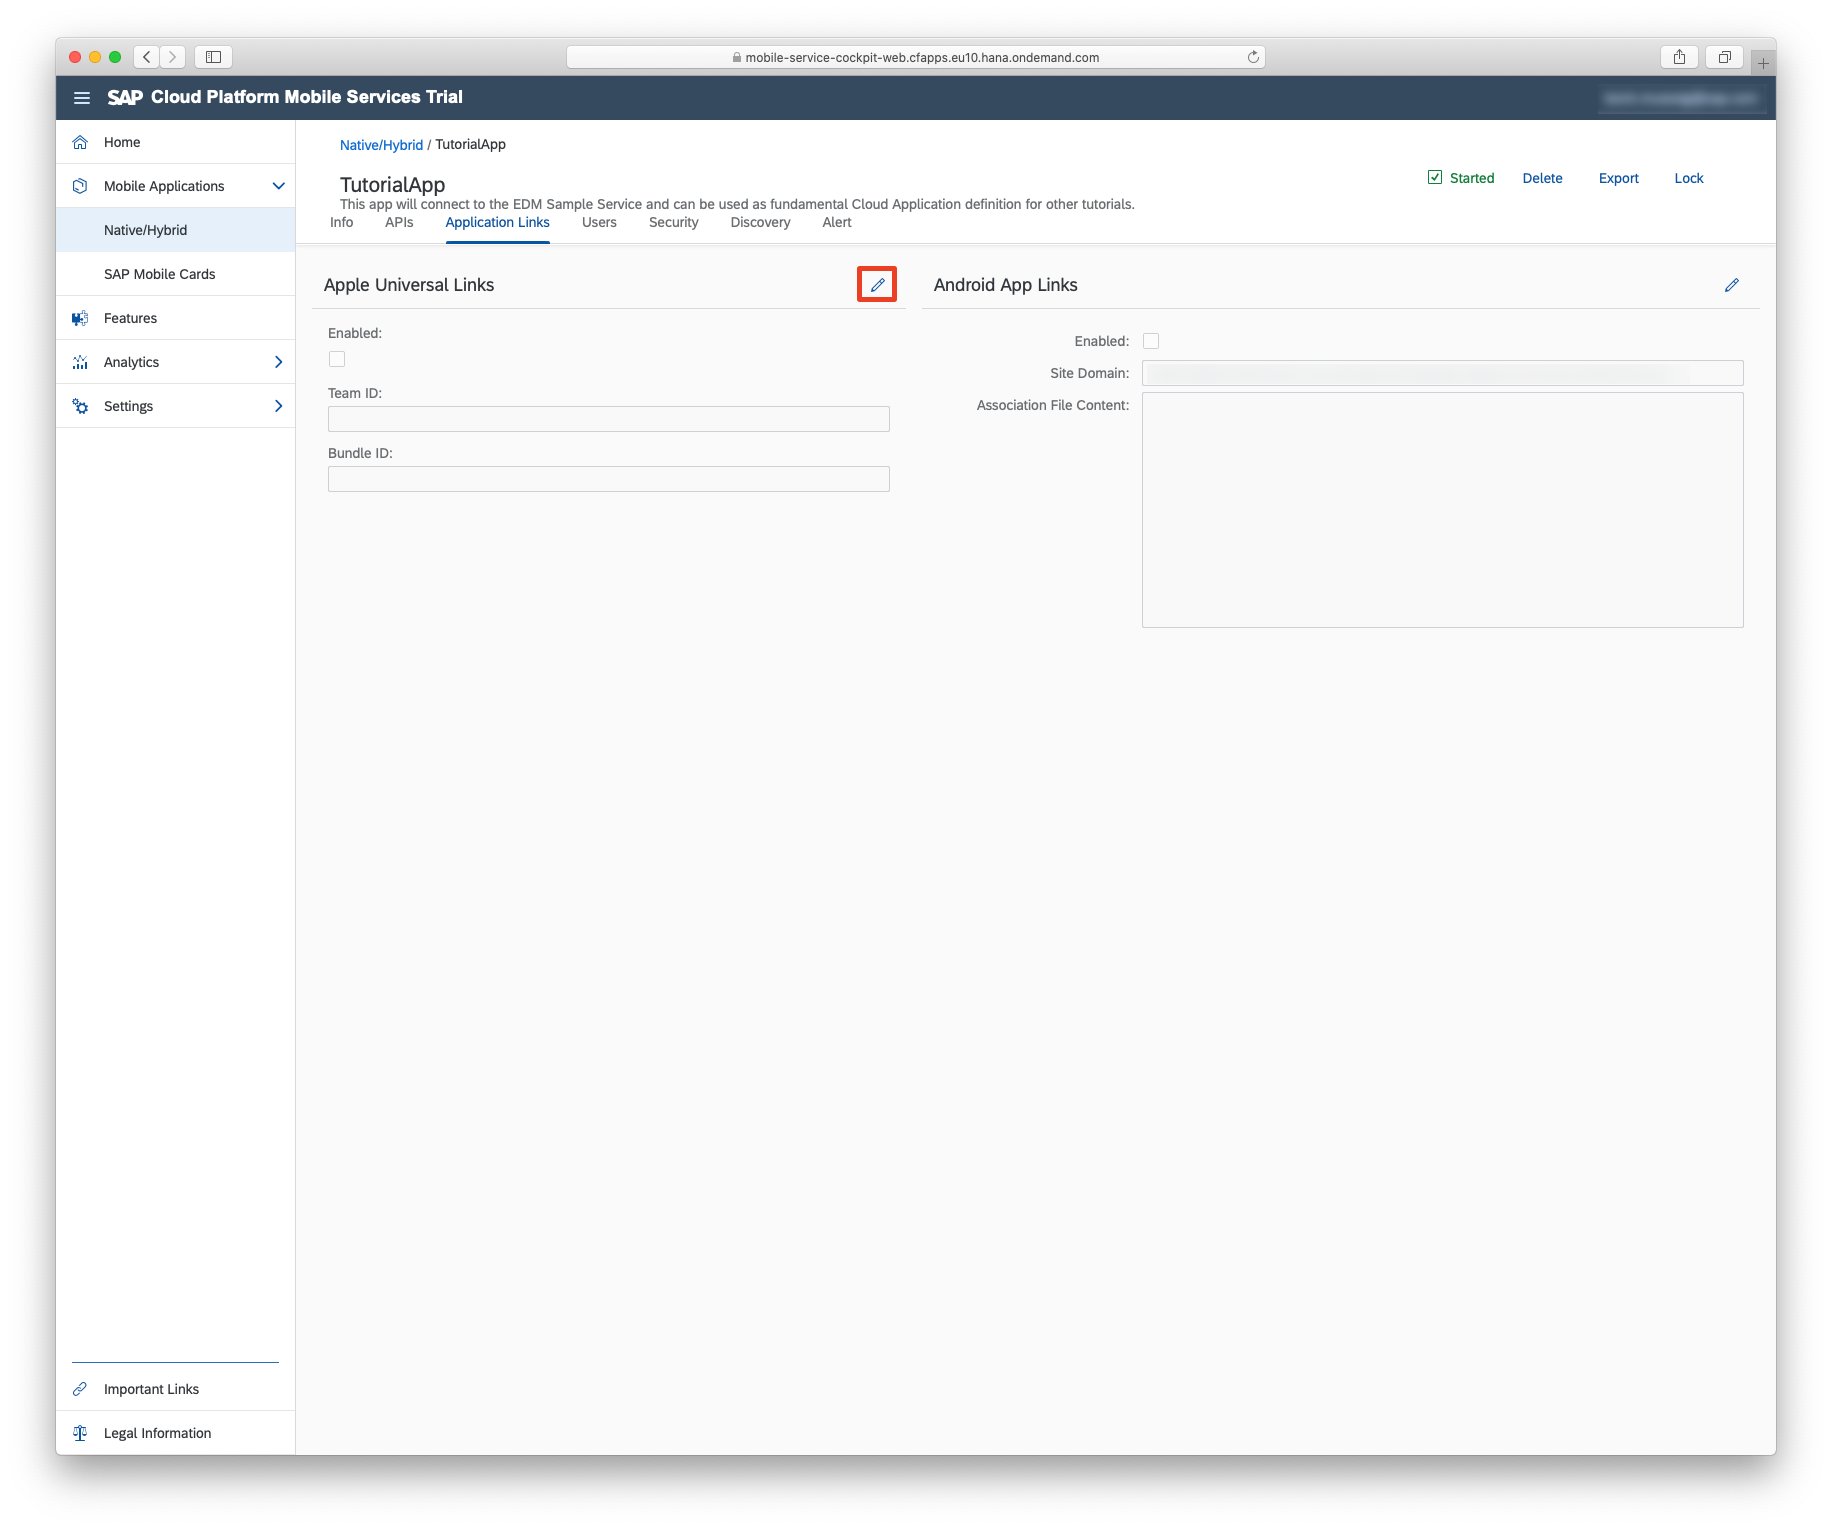 mobile-service-cockpit-web.cfapps.eu10.hana.ondemand.com
SAP Cloud Platform Mobile Services Trial
Home
Mobile Applications
Native/Hybrid
SAP Mobile Cards
Features
Analytics
Settings
Important Links
Legal Information
Native/Hybrid / TutorialApp
TutorialApp
Started Delete Export Lock
This app will connect to the EDM Sample Service and can be used as fundamental Cloud Application definition for other tutorials.
Info APIs Application Links Users Security Discovery Alert
Apple Universal Links
Enabled:
Team ID:
Bundle ID:
Android App Links
Enabled:
Site Domain:
Association File Content: